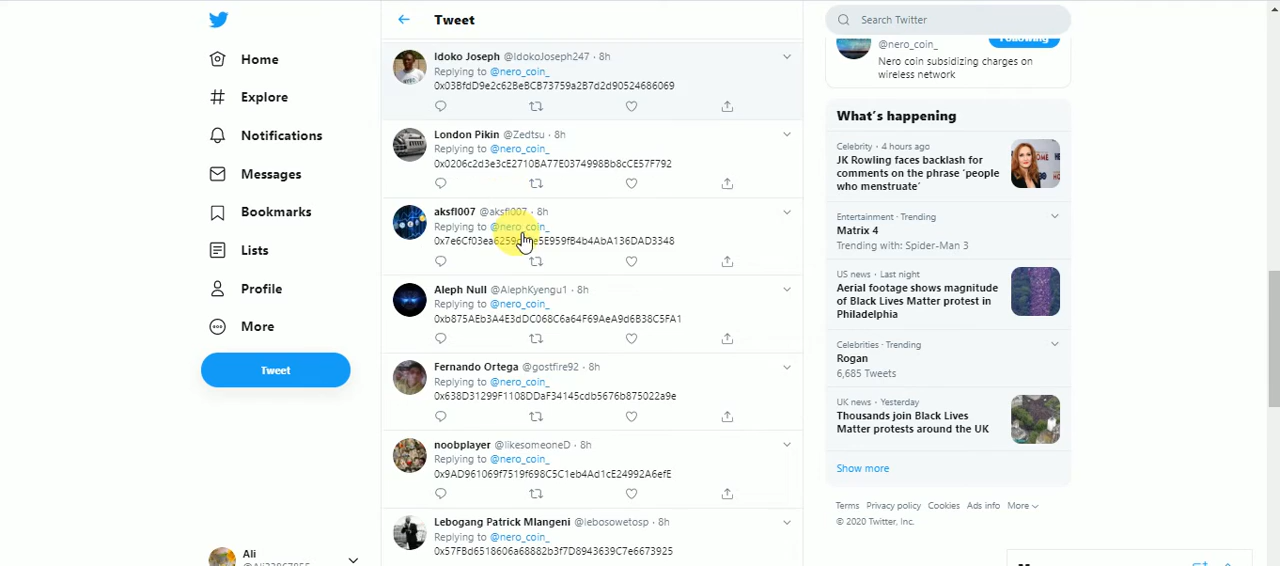 Home
Explore
Notifications
Messages
Bookmarks
Lists
Profile
More
Tweet
Ali
Tweet
Idoko Joseph @IdokoJoseph247 · 8h
Replying to @nero_coin_
0x03BfdD9e2c62BeBCB73759a2B7d2d90524686069
London Pikin @Zedtsu · 8h
Replying to @nero_coin_
0x0206c2d3e3cE2710BA77E0374998Bb8cCE57F792
aksfl007 @aksfl007 · 8h
Replying to @nero_coin_
Aleph Null @AlephKyengu1 · 8h
Replying to @nero_coin_
0xb875AEb3A4E3dDC068C6a64F69AeA9d6B38C5FA1
Fernando Ortega @gostfire92 · 8h
Replying to @nero_coin_
0x638D31299F1108DDaF34145cdb5676b875022a9e
noobplayer @likesomeoneD · 8h
Replying to @nero_coin_
0x9AD961069f7519f698C5C1eb4Ad1cE24992A6efE
Lebogang Patrick Mlangeni @lebosowetosp · 8h
Replying to @nero_coin_
0x57FBd6518606a68882b3f7D8943639C7e6673925
Search Twitter
Following
@nero_coin_
Nero coin subsidizing charges on
wireless network
What's happening
Celebrity · 4 hours ago
JK Rowling faces backlash for
comments on the phrase 'people
who menstruate'
Entertainment · Trending
Matrix 4
Trending with: Spider-Man 3
US news · Last night
Aerial footage shows magnitude
of Black Lives Matter protest in
Philadelphia
Celebrities · Trending
Rogan
6,685 Tweets
UK news · Yesterday
Thousands join Black Lives
Matter protests around the UK
Show more
Terms Privacy policy Cookies Ads info More
© 2020 Twitter, Inc.